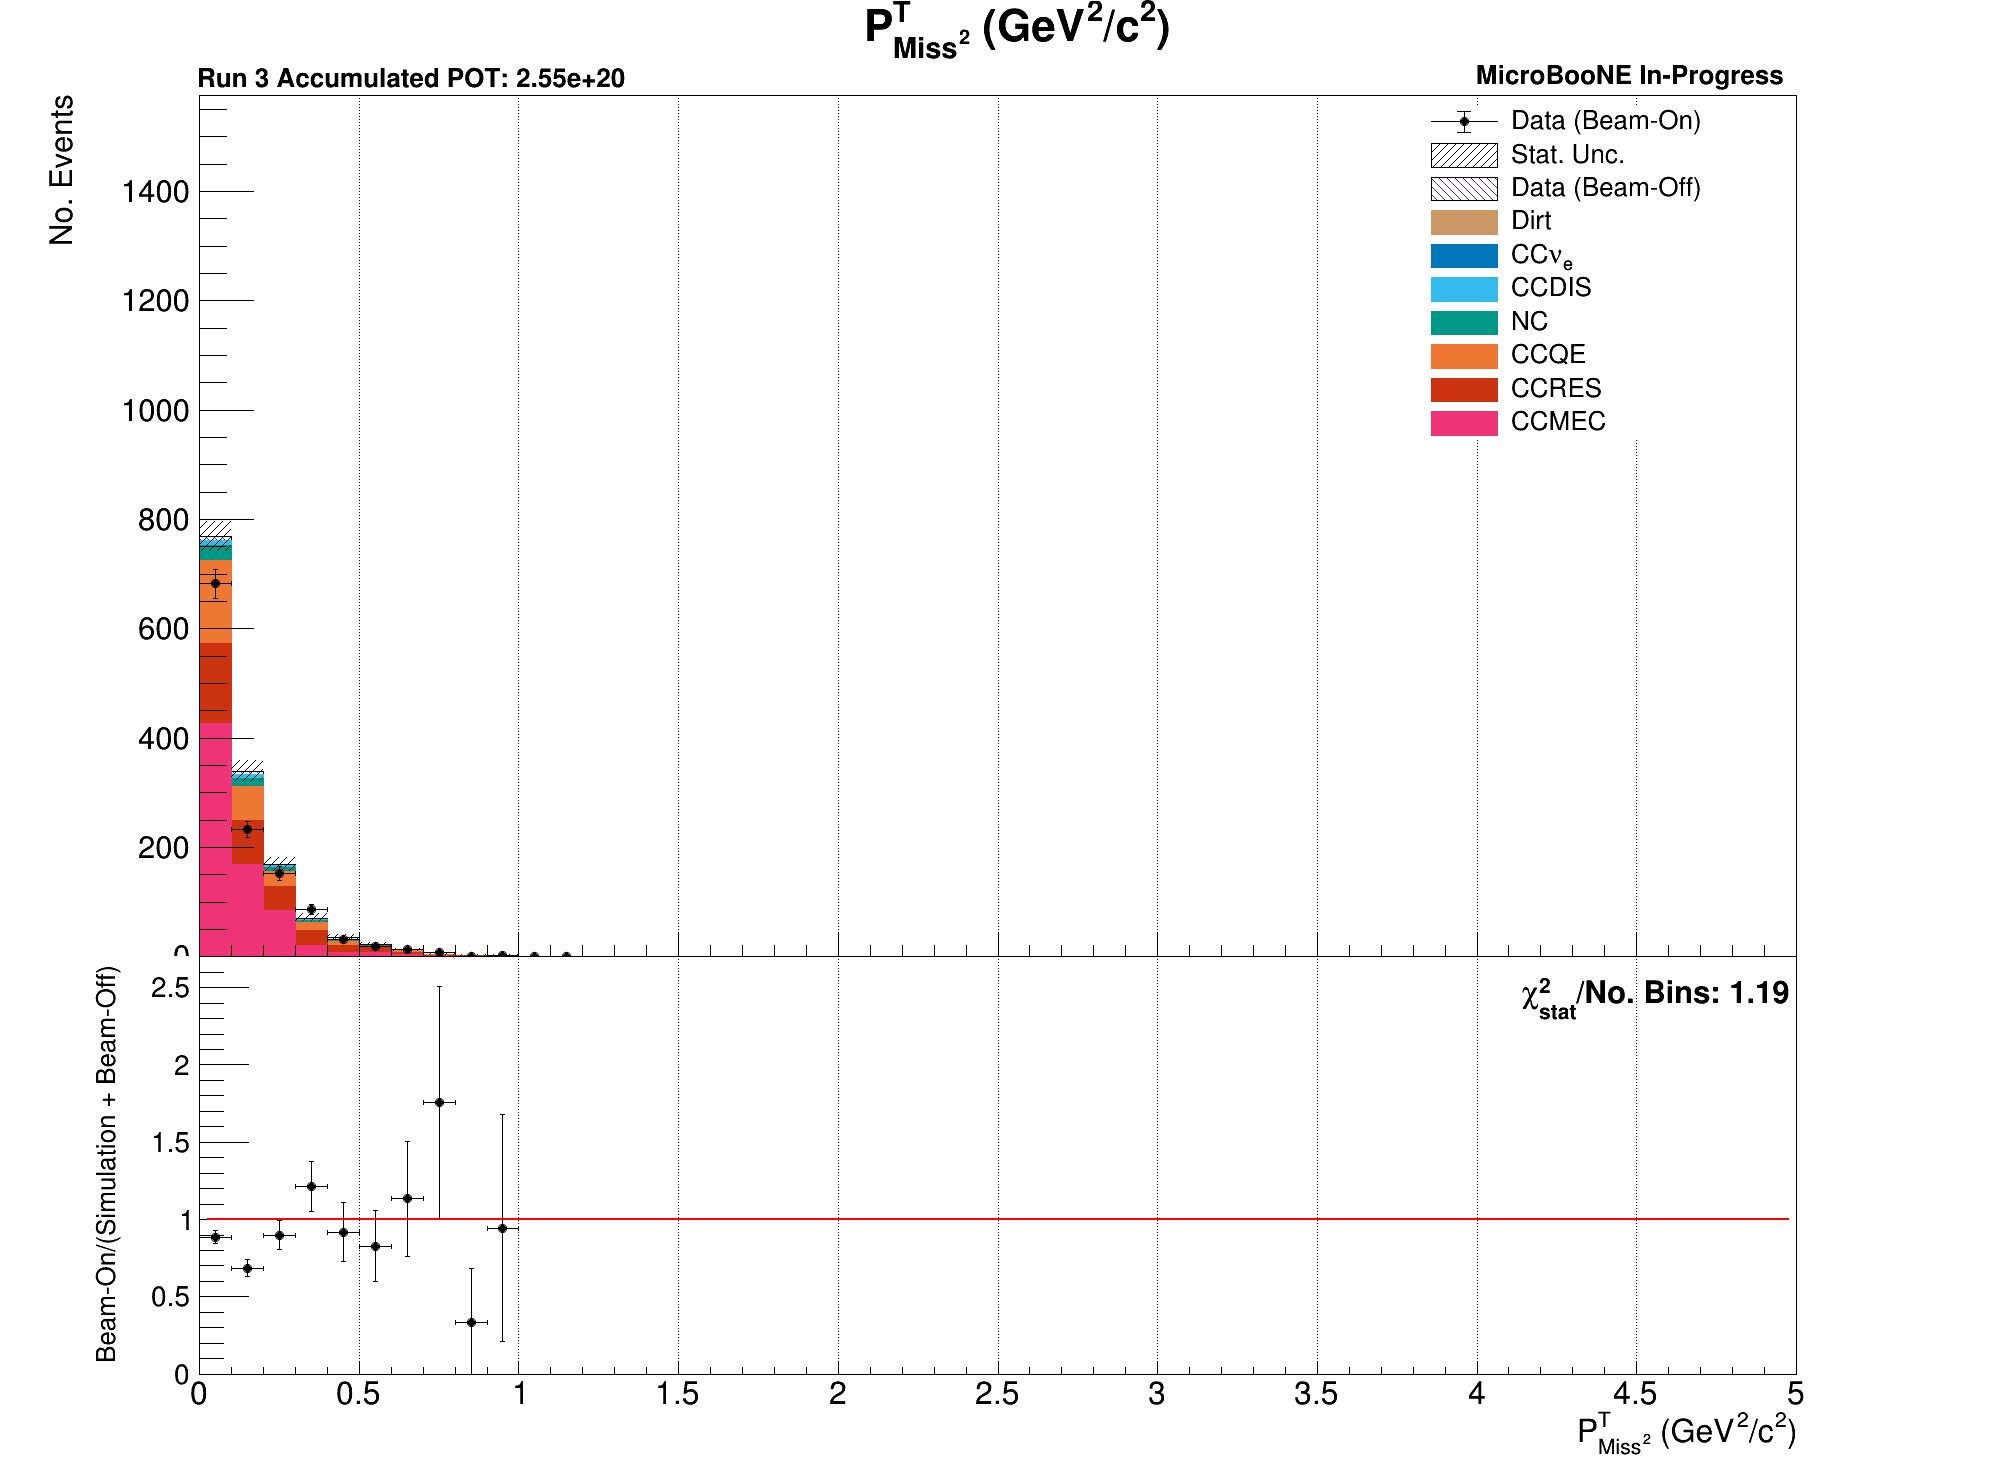 P^T_Miss² (GeV²/c²)
Run 3 Accumulated POT: 2.55e+20
MicroBooNE In-Progress
No. Events
1400
1200
1000
800
600
400
200
0
Data (Beam-On)
Stat. Unc.
Data (Beam-Off)
Dirt
CCν_e
CCDIS
NC
CCQE
CCRES
CCMEC
Beam-On/(Simulation + Beam-Off)
2.5
2
1.5
1
0.5
0
χ²_stat/No. Bins: 1.19
0 0.5 1 1.5 2 2.5 3 3.5 4 4.5 5
P^T_Miss² (GeV²/c²)